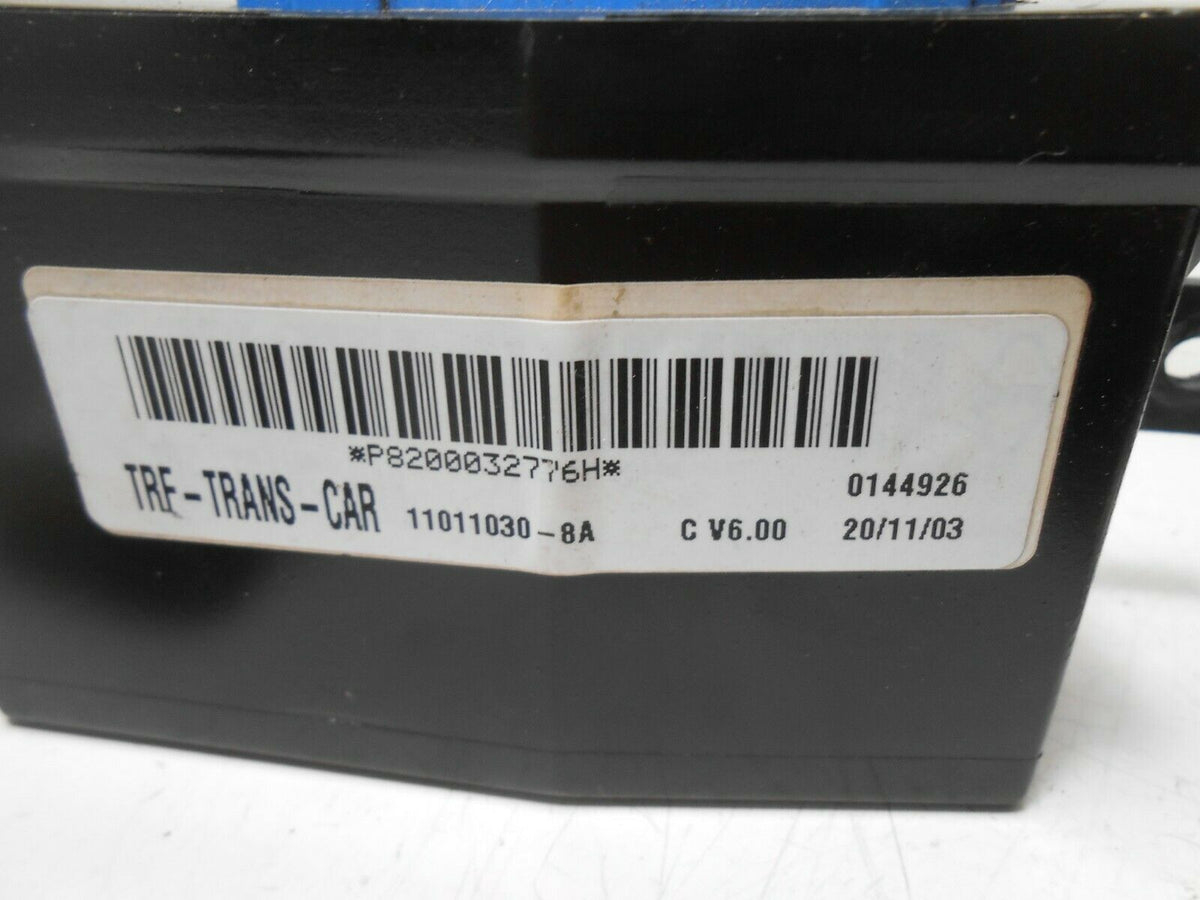 *P8200032776H*
0144926
TRF-TRANS-CAR 11011030-8A C V6.00 20/11/03